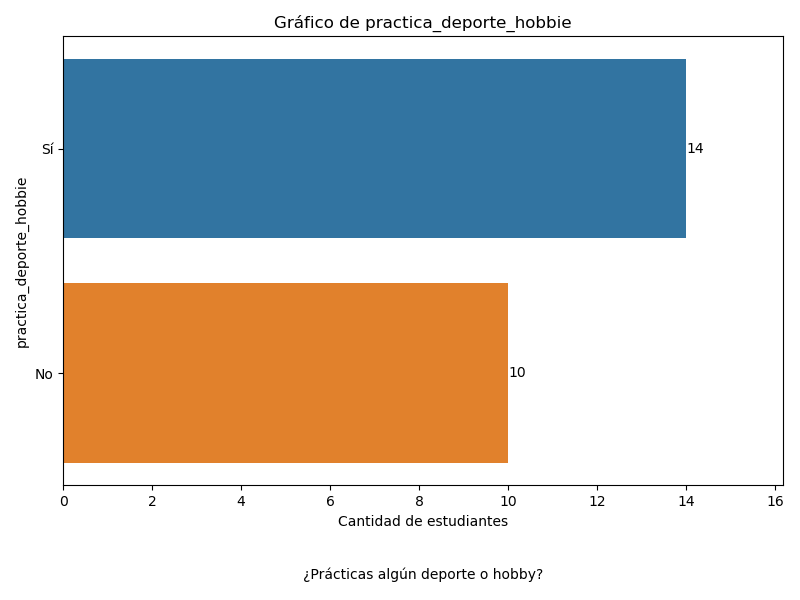 Gráfico de practica_deporte_hobbie
practica_deporte_hobbie
Sí
14
No
10
0 2 4 6 8 10 12 14 16
Cantidad de estudiantes
¿Prácticas algún deporte o hobby?